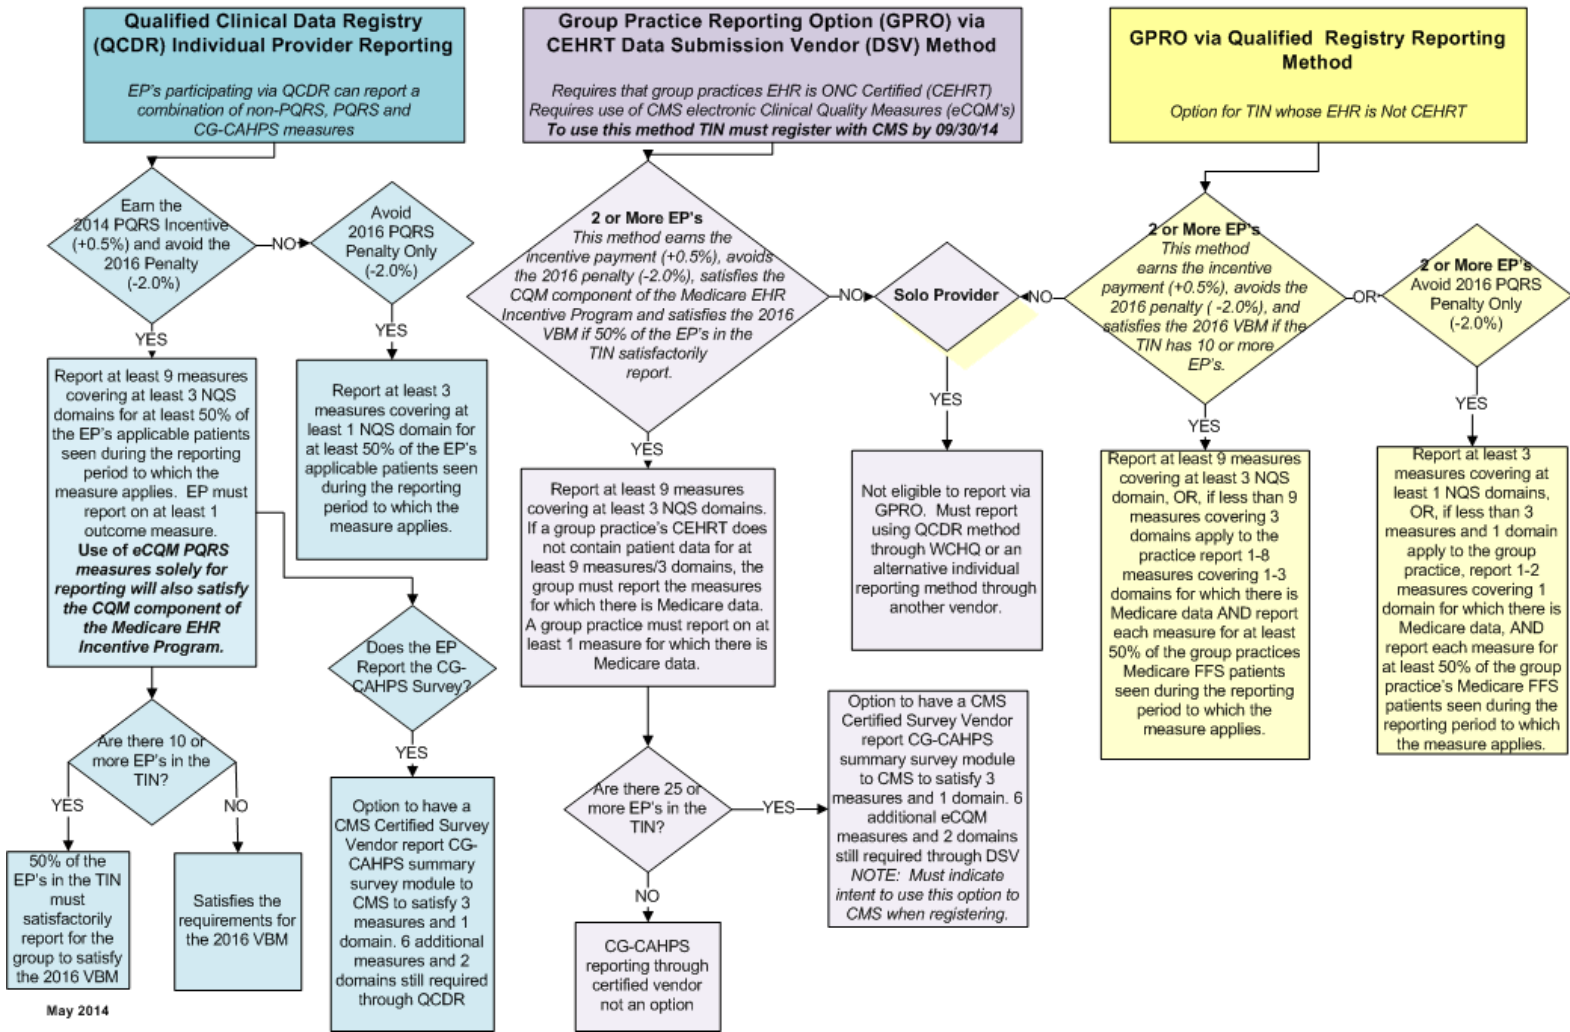 Qualified Clinical Data Registry
(QCDR) Individual Provider Reporting
EP's participating via QCDR can report a
combination of non-PQRS, PQRS and
CG-CAHPS measures
Earn the
2014 PQRS Incentive
(+0.5%) and avoid the
2016 Penalty
(-2.0%)
NO
Avoid
2016 PQRS
Penalty Only
(-2.0%)
YES
YES
Report at least 9 measures
covering at least 3 NQS
domains for at least 50% of
the EP's applicable patients
seen during the reporting
period to which the
measure applies. EP must
report on at least 1
outcome measure.
Use of eCQM PQRS
measures solely for
reporting will also satisfy
the CQM component of
the Medicare EHR
Incentive Program.
Report at least 3
measures covering at
least 1 NQS domain for
at least 50% of the EP's
applicable patients seen
during the reporting
period to which the
measure applies.
Does the EP
Report the CG-
CAHPS Survey?
YES
Are there 10 or
more EP's in the
TIN?
YES
NO
50% of the
EP's in the TIN
must
satisfactorily
report for the
group to satisfy
the 2016 VBM
Satisfies the
requirements for
the 2016 VBM
Option to have a
CMS Certified Survey
Vendor report CG-
CAHPS summary
survey module to
CMS to satisfy 3
measures and 1
domain. 6 additional
measures and 2
domains still required
through QCDR
May 2014
Group Practice Reporting Option (GPRO) via
CEHRT Data Submission Vendor (DSV) Method
Requires that group practices EHR is ONC Certified (CEHRT)
Requires use of CMS electronic Clinical Quality Measures (eCQM's)
To use this method TIN must register with CMS by 09/30/14
2 or More EP's
This method earns the
incentive payment (+0.5%), avoids
the 2016 penalty (-2.0%), satisfies the
CQM component of the Medicare EHR
Incentive Program and satisfies the 2016
VBM if 50% of the EP's in the
TIN satisfactorily
report.
NO
Solo Provider
NO
YES
YES
Report at least 9 measures
covering at least 3 NQS domains.
If a group practice's CEHRT does
not contain patient data for at
least 9 measures/3 domains, the
group must report the measures
for which there is Medicare data.
A group practice must report on at
least 1 measure for which there is
Medicare data.
Not eligible to report via
GPRO. Must report
using QCDR method
through WCHQ or an
alternative individual
reporting method through
another vendor.
Are there 25 or
more EP's in the
TIN?
YES
NO
Option to have a CMS
Certified Survey Vendor
report CG-CAHPS
summary survey module
to CMS to satisfy 3
measures and 1 domain. 6
additional eCQM
measures and 2 domains
still required through DSV
NOTE: Must indicate
intent to use this option to
CMS when registering.
CG-CAHPS
reporting through
certified vendor
not an option
GPRO via Qualified Registry Reporting
Method
Option for TIN whose EHR is Not CEHRT
2 or More EP's
This method
earns the incentive
payment (+0.5%), avoids
the 2016 penalty ( -2.0%), and
satisfies the 2016 VBM if the
TIN has 10 or more
EP's.
OR
2 or More EP's
Avoid 2016 PQRS
Penalty Only
(-2.0%)
YES
YES
Report at least 9 measures
covering at least 3 NQS
domain, OR, if less than 9
measures covering 3
domains apply to the
practice report 1-8
measures covering 1-3
domains for which there is
Medicare data AND report
each measure for at least
50% of the group practices
Medicare FFS patients
seen during the reporting
period to which the
measure applies.
Report at least 3
measures covering at
least 1 NQS domains,
OR, if less than 3
measures and 1 domain
apply to the group
practice, report 1-2
measures covering 1
domain for which there is
Medicare data, AND
report each measure for
at least 50% of the group
practice's Medicare FFS
patients seen during the
reporting period to which
the measure applies.